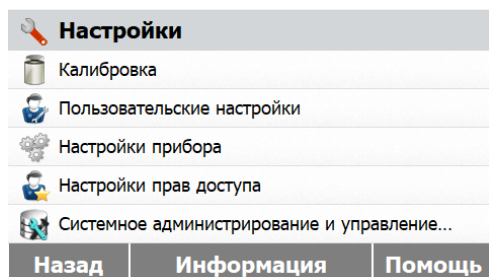 Настройки
Калибровка
Пользовательские настройки
Настройки прибора
Настройки прав доступа
Системное администрирование и управление...
Назад Информация Помощь